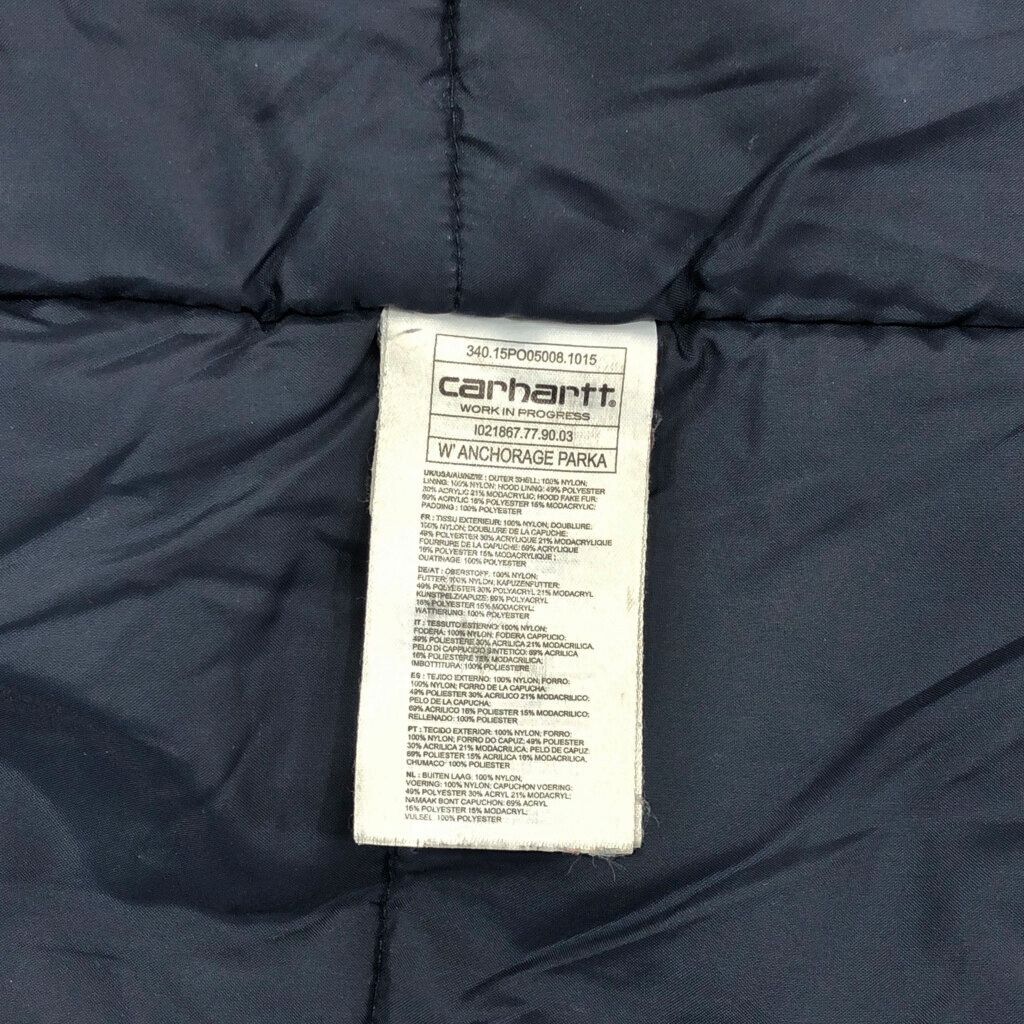 340.15PO05008.1015
carhartt.
WORK IN PROGRESS
I021867.77.90.03
W' ANCHORAGE PARKA
UK/USA/AU/NZ/IE : OUTER SHELL: 100% NYLON;
LINING: 100% NYLON; HOOD LINNG: 49% POLYESTER
30% ACRYLIC 21% MODACRYLIC; HOOD FAKE FUR:
69% ACRYLIC 16% POLYESTER 15% MODACRYLIC;
PADDING : 100% POLYESTER
FR : TISSU EXTERIEUR: 100% NYLON; DOUBLURE:
100% NYLON; DOUBLURE DE LA CAPUCHE:
49% POLYESTER 30% ACRYLIQUE 21% MODACRYLIQUE
FOURRURE DE LA CAPUCHE: 69% ACRYLIQUE
16% POLYESTER 15% MODACRYLIQUE ;
OUATINAGE: 100% POLYESTER
DE/AT : OBERSTOFF: 100% NYLON;
FUTTER: 100% NYLON; KAPUZENFUTTER:
49% POLYESTER 30% POLYACRYL 21% MODACRYL
KUNSTPELZKAPUZE: 69% POLYACRYL
16% POLYESTER 15% MODACRYL;
WATTIERUNG: 100% POLYESTER
IT : TESSUTO ESTERNO: 100% NYLON;
FODERA: 100% NYLON; FODERA CAPPUCIO:
49% POLIESTERE 30% ACRILICA 21% MODACRILICA.
PELO DI CAPPUCCIO SINTETICO: 69% ACRILICA
16% POLIESTERE 15% MODACRILICA;
IMBOTTITURA: 100% POLIESTERE
ES : TEJIDO EXTERNO: 100% NYLON; FORRO:
100% NYLON; FORRO DE LA CAPUCHA:
49% POLIESTER 30% ACRILICO 21% MODACRILICO;
PELO DE LA CAPUCHA:
69% ACRILICO 16% POLIESTER 15% MODACRILICO;
RELLENADO: 100% POLIESTER
PT : TECIDO EXTERIOR: 100% NYLON; FORRO:
100% NYLON; FORRO DO CAPUZ: 49% POLIESTER
30% ACRILICA 21% MODACRILICA; PELO DE CAPUZ:
69% POLIESTER 15% ACRILICA 16% MODACRILICA.
CHUMACO: 100% POLIESTER
NL : BUITEN LAAG: 100% NYLON,
VOERING: 100% NYLON; CAPUCHON VOERING:
49% POLYESTER 30% ACRYL 21% MODACRYL;
NAMAAK BONT CAPUCHON: 69% ACRYL
16% POLYESTER 15% MODACRYL;
VULSEL: 100% POLYESTER